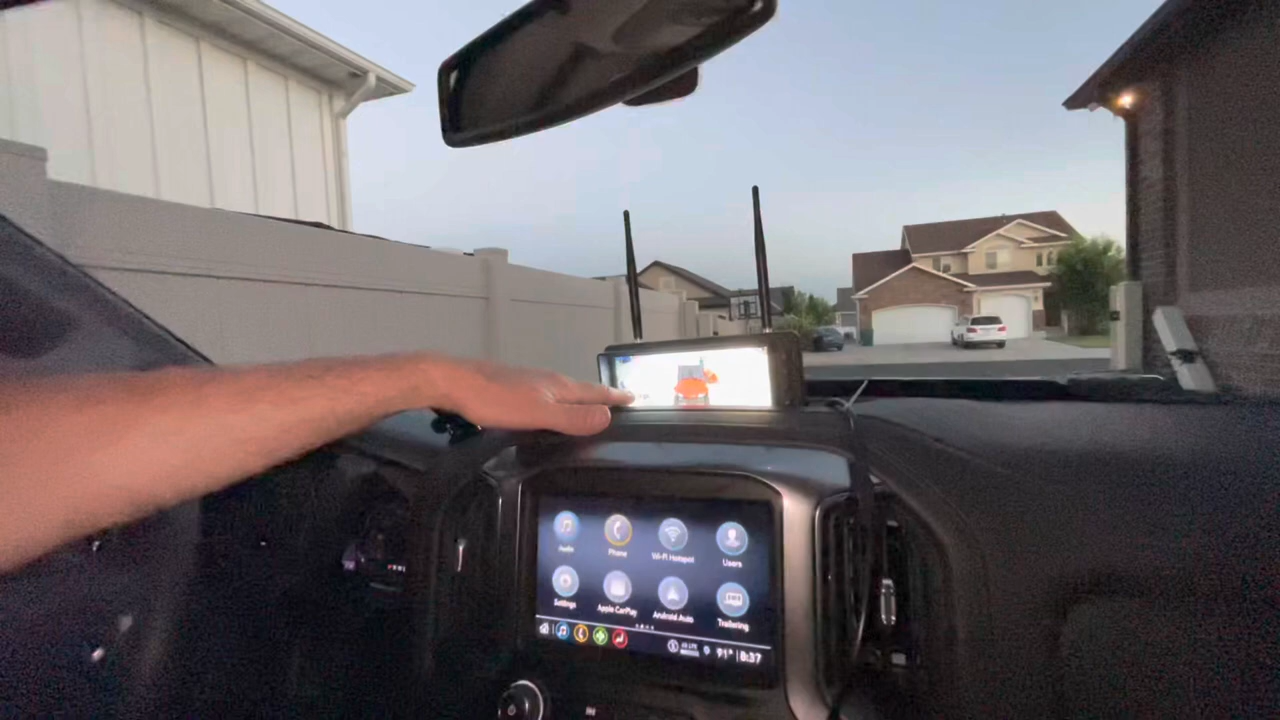 Audio
Phone
Wi-Fi Hotspot
Users
Settings
Apple CarPlay
Android Auto
Trailering
91° 8:37